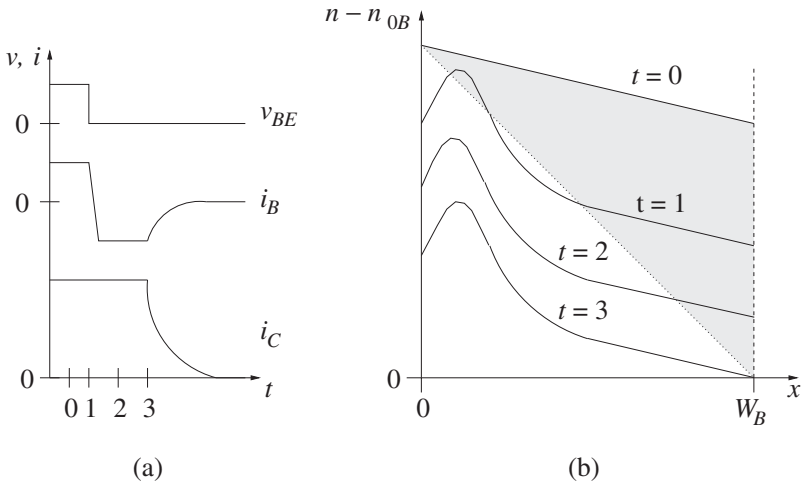 v, i
0
v_BE
0
i_B
i_C
0
t
0 1 2 3
(a)
n – n_0B
t = 0
t = 1
t = 2
t = 3
0
0
W_B
x
(b)